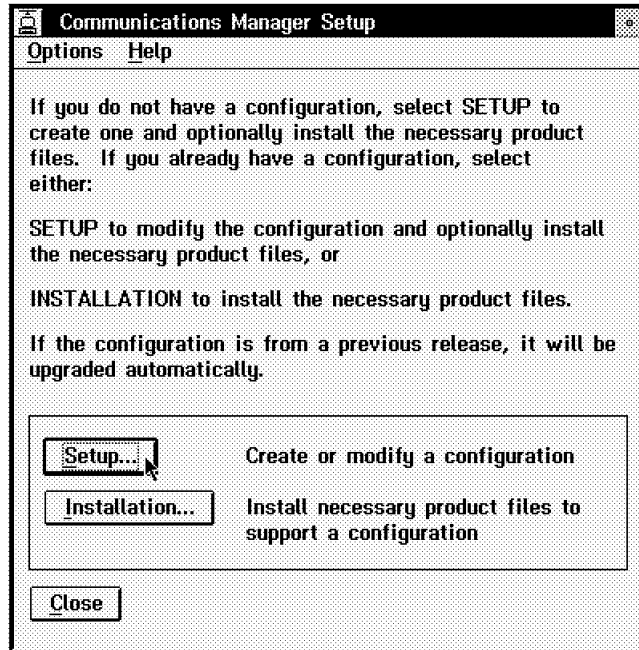 Communications Manager Setup
Options Help
If you do not have a configuration, select SETUP to
create one and optionally install the necessary product
files. If you already have a configuration, select
either:
SETUP to modify the configuration and optionally install
the necessary product files, or
INSTALLATION to install the necessary product files.
If the configuration is from a previous release, it will be
upgraded automatically.
Setup... Create or modify a configuration
Installation... Install necessary product files to
support a configuration
Close